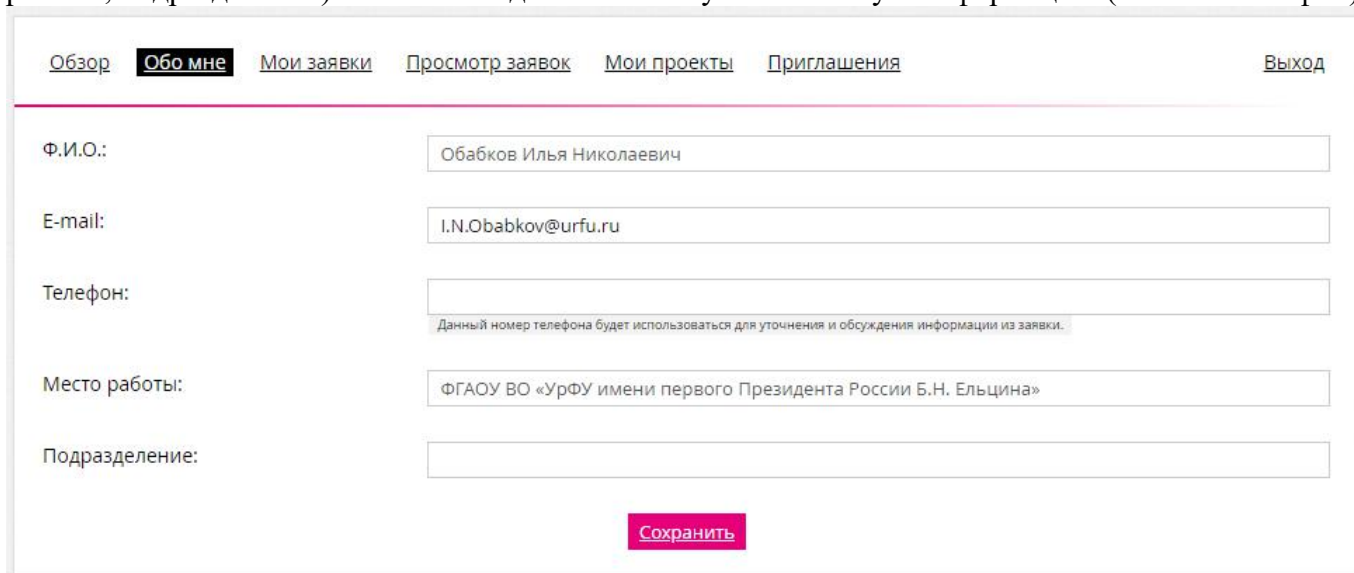 Обзор Обо мне Мои заявки Просмотр заявок Мои проекты Приглашения Выход
Ф.И.О.: Обабков Илья Николаевич
E-mail: I.N.Obabkov@urfu.ru
Телефон:
Данный номер телефона будет использоваться для уточнения и обсуждения информации из заявки.
Место работы: ФГАОУ ВО «УрФУ имени первого Президента России Б.Н. Ельцина»
Подразделение:
Сохранить